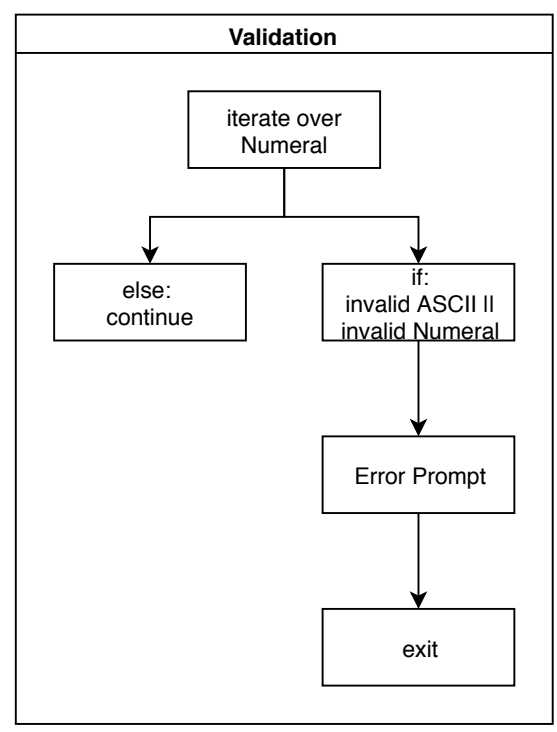 Validation
iterate over
Numeral
else:
continue
if:
invalid ASCII ||
invalid Numeral
Error Prompt
exit